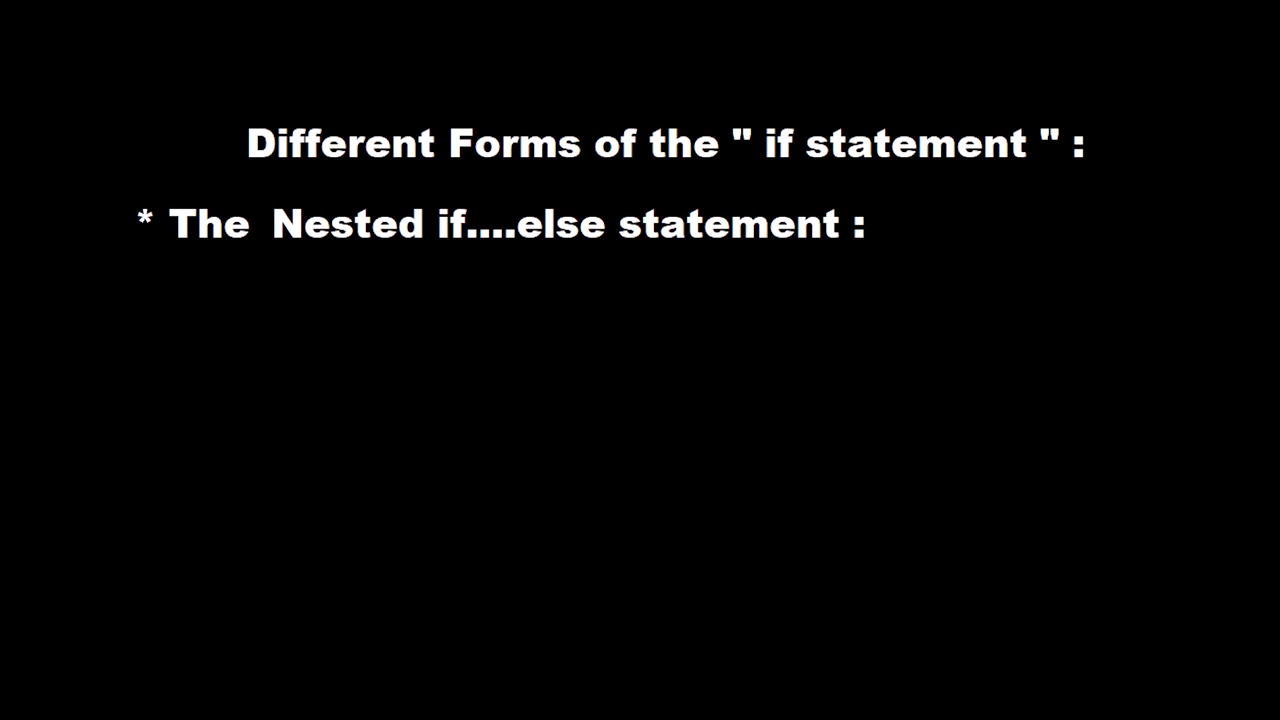 Different Forms of the " if statement " :
* The  Nested if....else statement :